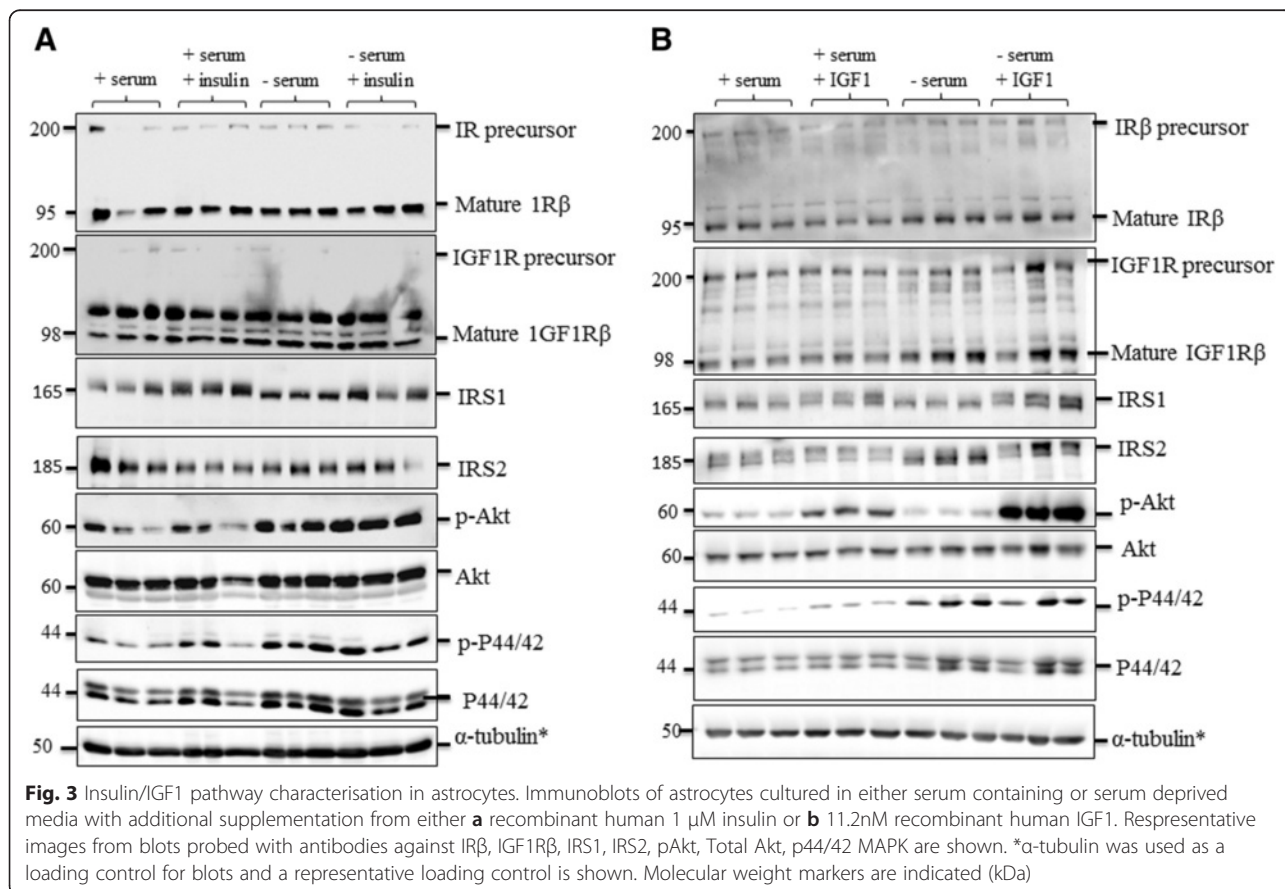 A
+ serum
+ serum
+ insulin
- serum
- serum
+ insulin
200
IR precursor
95
Mature 1Rβ
200
IGF1R precursor
98
Mature 1GF1Rβ
165
IRS1
185
IRS2
60
p-Akt
60
Akt
44
p-P44/42
44
P44/42
50
α-tubulin*
B
+ serum
+ serum
+ IGF1
- serum
- serum
+ IGF1
200
IRβ precursor
95
Mature IRβ
200
IGF1R precursor
98
Mature IGF1Rβ
165
IRS1
185
IRS2
60
p-Akt
60
Akt
44
p-P44/42
44
P44/42
50
α-tubulin*
Fig. 3 Insulin/IGF1 pathway characterisation in astrocytes. Immunoblots of astrocytes cultured in either serum containing or serum deprived
media with additional supplementation from either a recombinant human 1 μM insulin or b 11.2nM recombinant human IGF1. Respresentative
images from blots probed with antibodies against IRβ, IGF1Rβ, IRS1, IRS2, pAkt, Total Akt, p44/42 MAPK are shown. *α-tubulin was used as a
loading control for blots and a representative loading control is shown. Molecular weight markers are indicated (kDa)